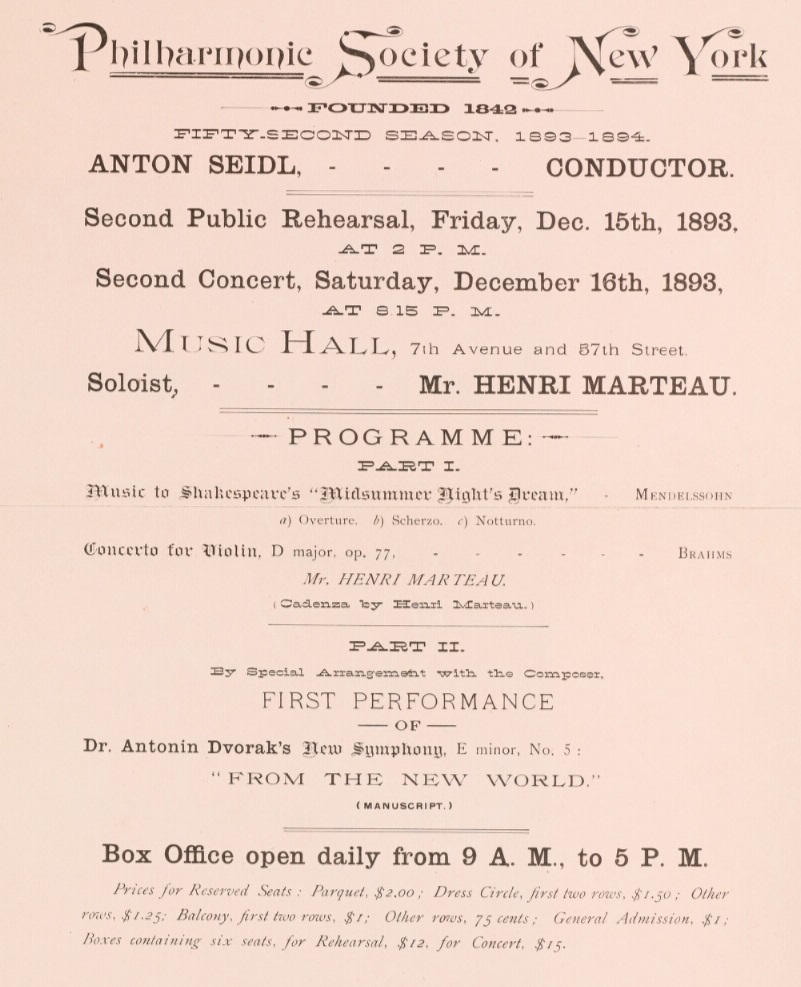 Philharmonic Society of New York
FOUNDED 1842
FIFTY-SECOND SEASON, 1893-1894.
ANTON SEIDL, - - - - CONDUCTOR.
Second Public Rehearsal, Friday, Dec. 15th, 1893,
AT 2 P. M.
Second Concert, Saturday, December 16th, 1893,
AT 8 15 P. M.
MUSIC HALL, 7th Avenue and 57th Street.
Soloist, - - - - Mr. HENRI MARTEAU.
PROGRAMME:
PART I.
Music to Shakespeare's "Midsummer Night's Dream," - MENDELSSOHN
a) Overture. b) Scherzo. c) Notturno.
Concerto for Violin, D major, op. 77, - - - - - - BRAHMS
Mr. HENRI MARTEAU.
(Cadenza by Henri Marteau.)
PART II.
By Special Arrangement with the Composer,
FIRST PERFORMANCE
— OF —
Dr. Antonin Dvorak's New Symphony, E minor, No. 5 :
"FROM THE NEW WORLD."
(MANUSCRIPT.)
Box Office open daily from 9 A. M., to 5 P. M.
Prices for Reserved Seats : Parquet, $2.00 ; Dress Circle, first two rows, $1.50 ; Other
rows, $1.25; Balcony, first two rows, $1; Other rows, 75 cents ; General Admission, $1 ;
Boxes containing six seats, for Rehearsal, $12, for Concert, $15.